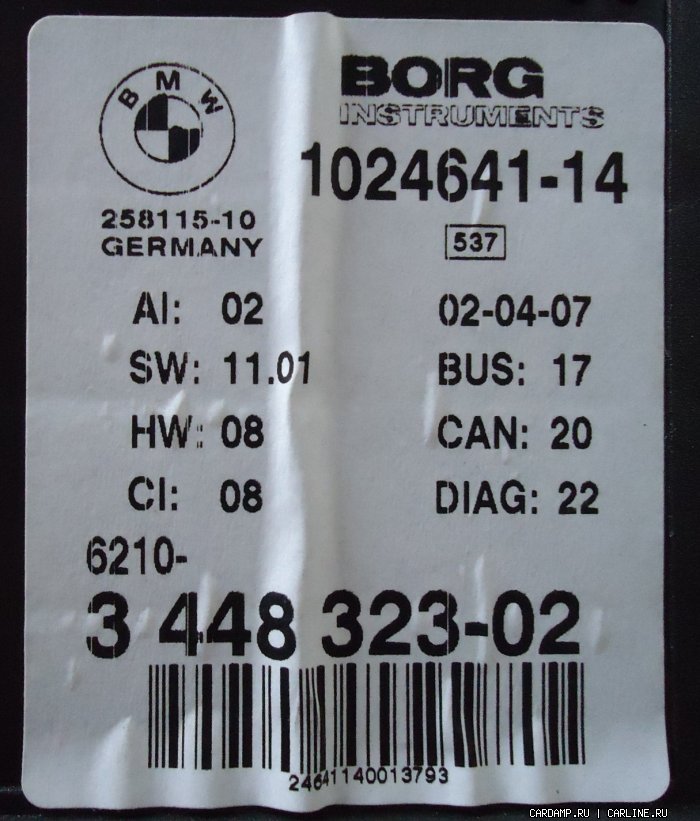 BMW
BORG
INSTRUMENTS
1024641-14
258115-10
GERMANY
537
AI: 02
02-04-07
SW: 11.01
BUS: 17
HW: 08
CAN: 20
CI: 08
DIAG: 22
6210-
3 448 323-02
24641140013793
CARDAMP.RU | CARLINE.RU